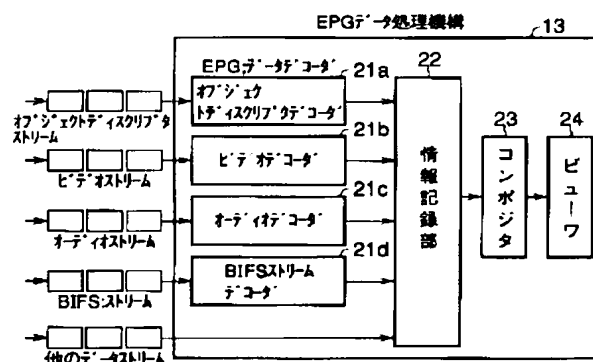 EPGデータ処理機構
13
EPGデータデコーダ
21a
オブジェク
トディスクリプタデコーダ
オブジェクトディスクリプタ
ストリーム
21b
ビデオデコーダ
ビデオストリーム
21c
オーディオデコーダ
オーディオストリーム
21d
BIFSストリーム
デコーダ
BIFSストリーム
他のデータストリーム
22
情報記録部
23
コンポジタ
24
ビューワ